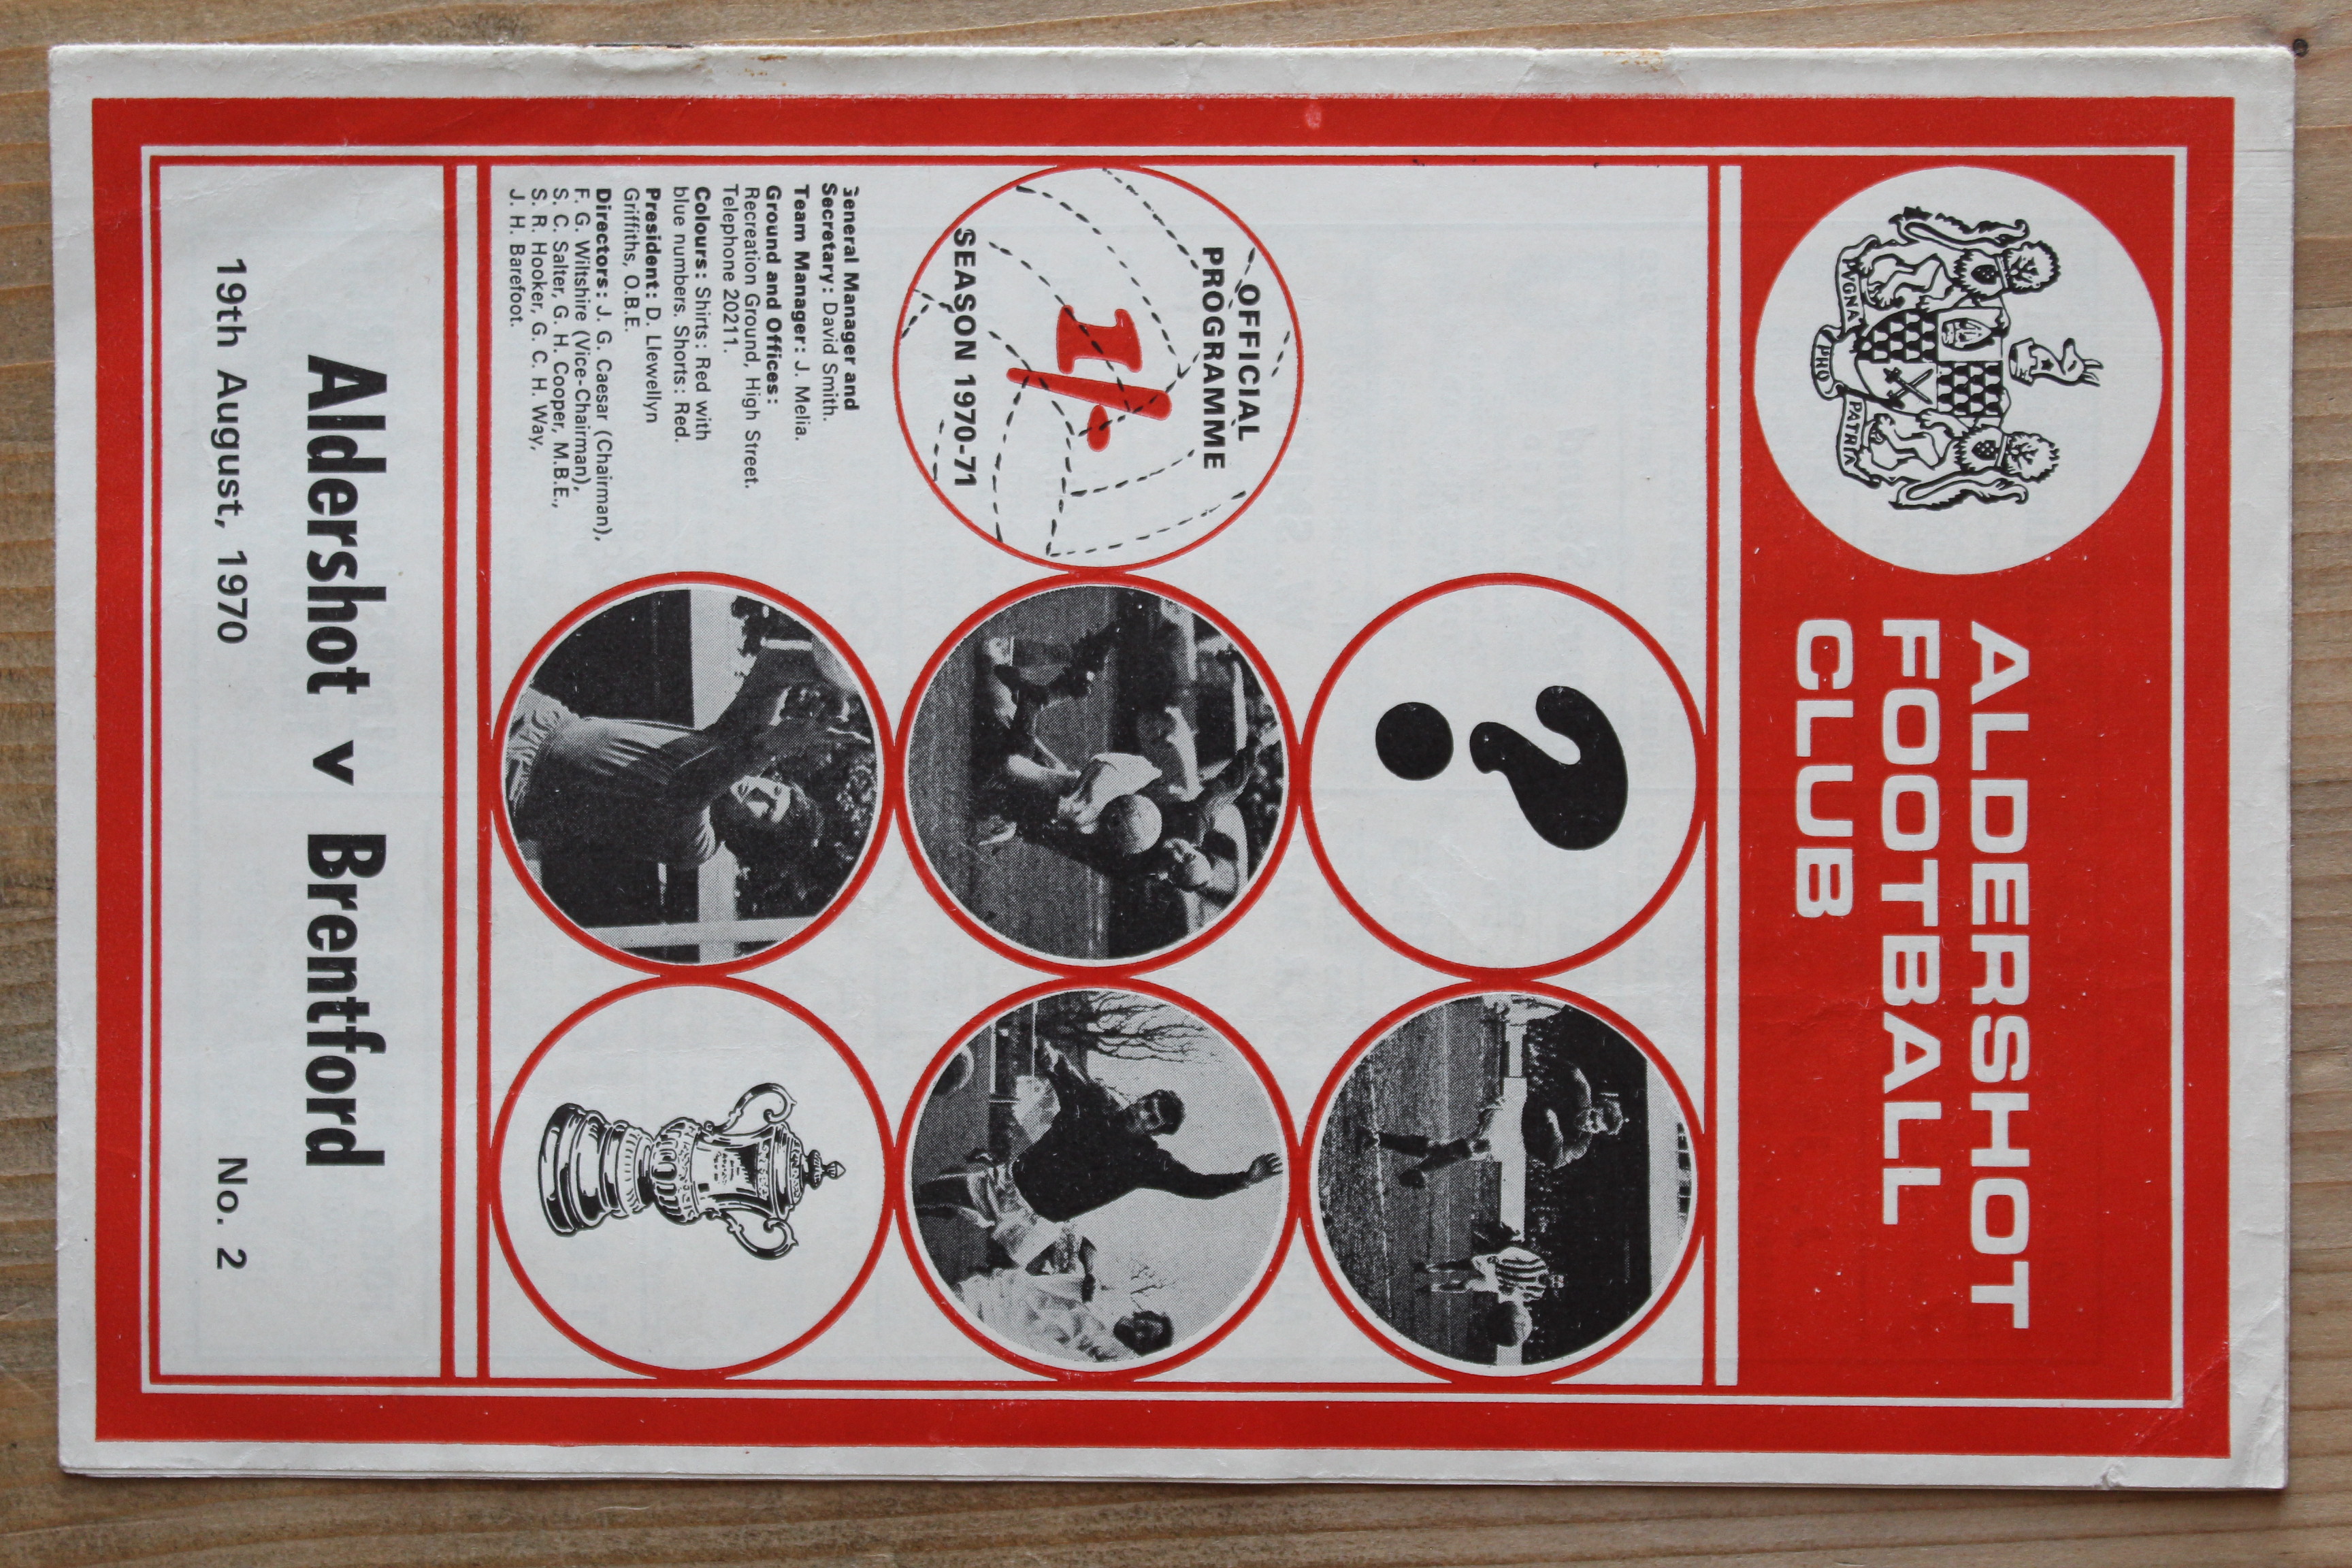 PVGNA PRO PATRIA
ALDERSHOT
FOOTBALL
CLUB
?
OFFICIAL
PROGRAMME
1/-
SEASON 1970-71
General Manager and
Secretary: David Smith.
Team Manager: J. Melia.
Ground and Offices:
Recreation Ground, High Street.
Telephone 20211.
Colours: Shirts: Red with
blue numbers. Shorts: Red.
President: D. Llewellyn
Griffiths, O.B.E.
Directors: J. G. Caesar (Chairman),
F. G. Wiltshire (Vice-Chairman),
S. C. Salter, G. H. Cooper, M.B.E.,
S. R. Hooker, G. C. H. Way,
J. H. Barefoot.
Aldershot v Brentford
19th August, 1970 No. 2